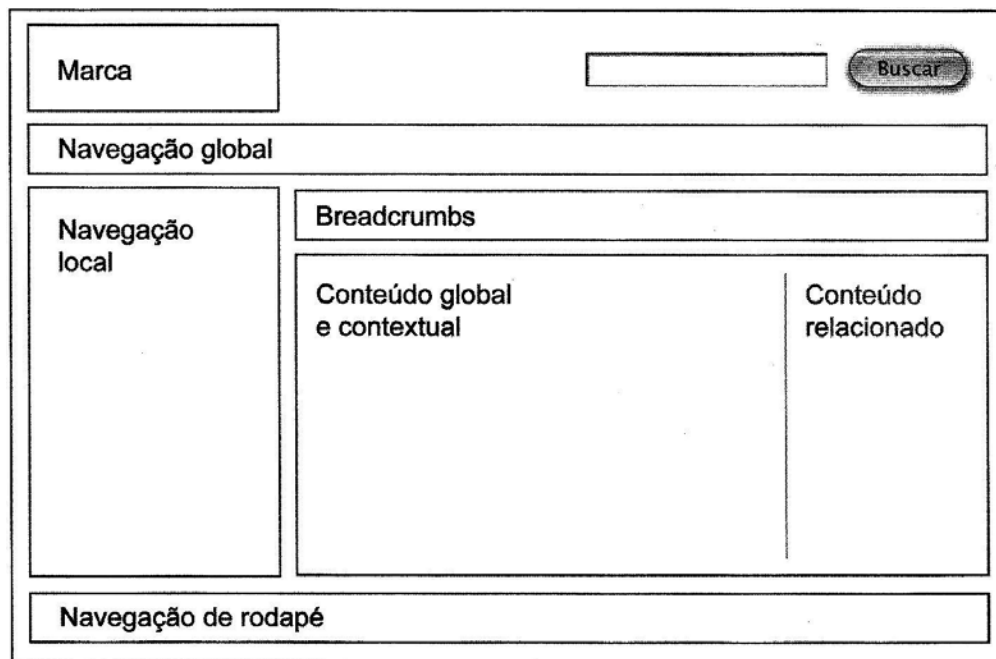 Marca
Buscar
Navegação global
Navegação
local
Breadcrumbs
Conteúdo global
e contextual
Conteúdo
relacionado
Navegação de rodapé